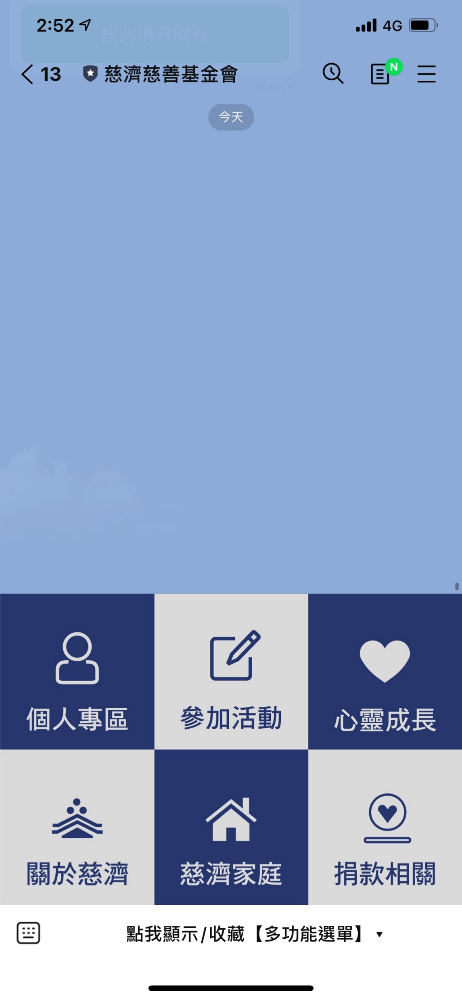 2:52
4G
按此填寫問卷
13
慈濟慈善基金會
N
上午9:55
今天
個人專區
參加活動
心靈成長
關於慈濟
慈濟家庭
捐款相關
點我顯示/收藏【多功能選單】